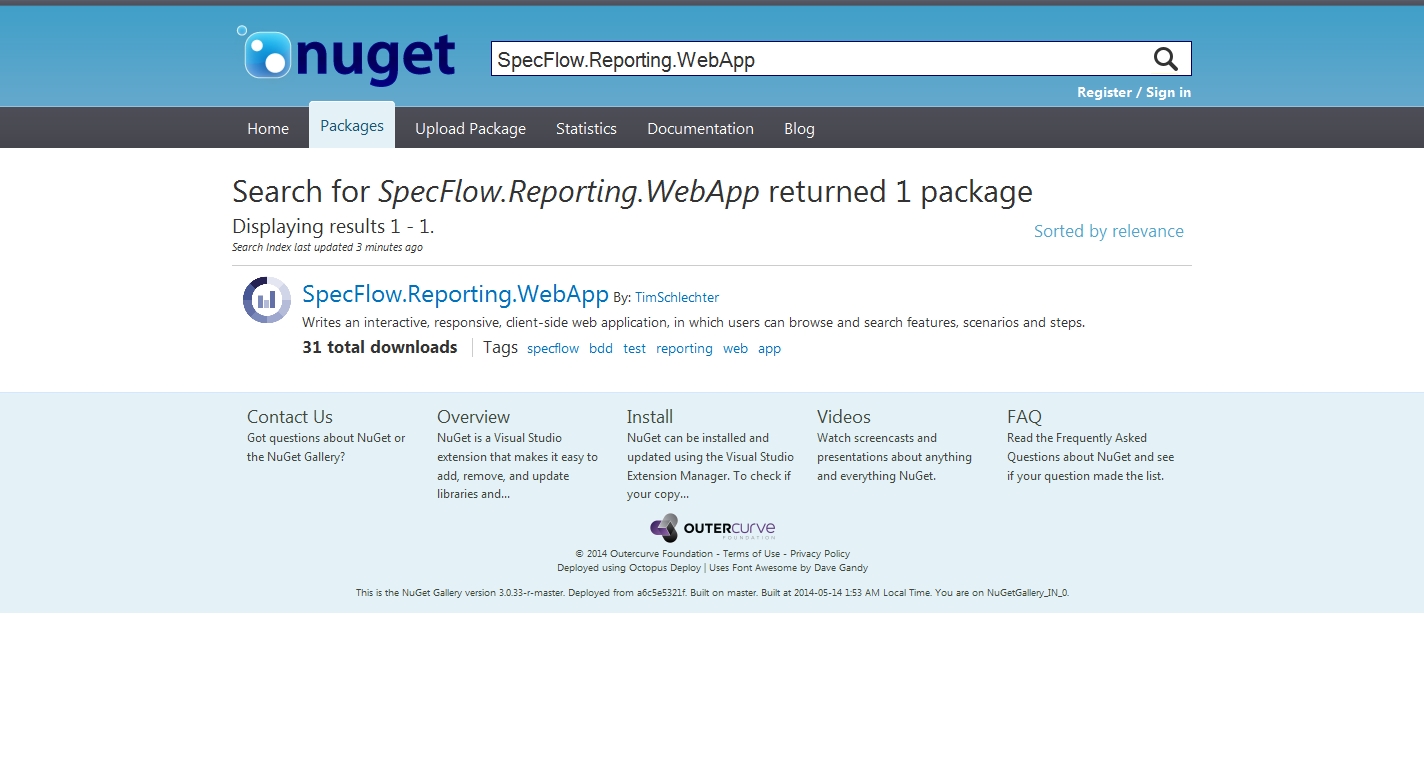 nuget
SpecFlow.Reporting.WebApp
Register / Sign in
Home Packages Upload Package Statistics Documentation Blog
Search for SpecFlow.Reporting.WebApp returned 1 package
Displaying results 1 - 1.
Sorted by relevance
Search Index last updated 3 minutes ago
SpecFlow.Reporting.WebApp By: TimSchlechter
Writes an interactive, responsive, client-side web application, in which users can browse and search features, scenarios and steps.
31 total downloads Tags specflow bdd test reporting web app
Contact Us
Got questions about NuGet or
the NuGet Gallery?
Overview
NuGet is a Visual Studio
extension that makes it easy to
add, remove, and update
libraries and...
Install
NuGet can be installed and
updated using the Visual Studio
Extension Manager. To check if
your copy...
Videos
Watch screencasts and
presentations about anything
and everything NuGet.
FAQ
Read the Frequently Asked
Questions about NuGet and see
if your question made the list.
OUTERCURVE
FOUNDATION
© 2014 Outercurve Foundation - Terms of Use - Privacy Policy
Deployed using Octopus Deploy | Uses Font Awesome by Dave Gandy
This is the NuGet Gallery version 3.0.33-r-master. Deployed from a6c5e5321f. Built on master. Built at 2014-05-14 1:53 AM Local Time. You are on NuGetGallery_IN_0.